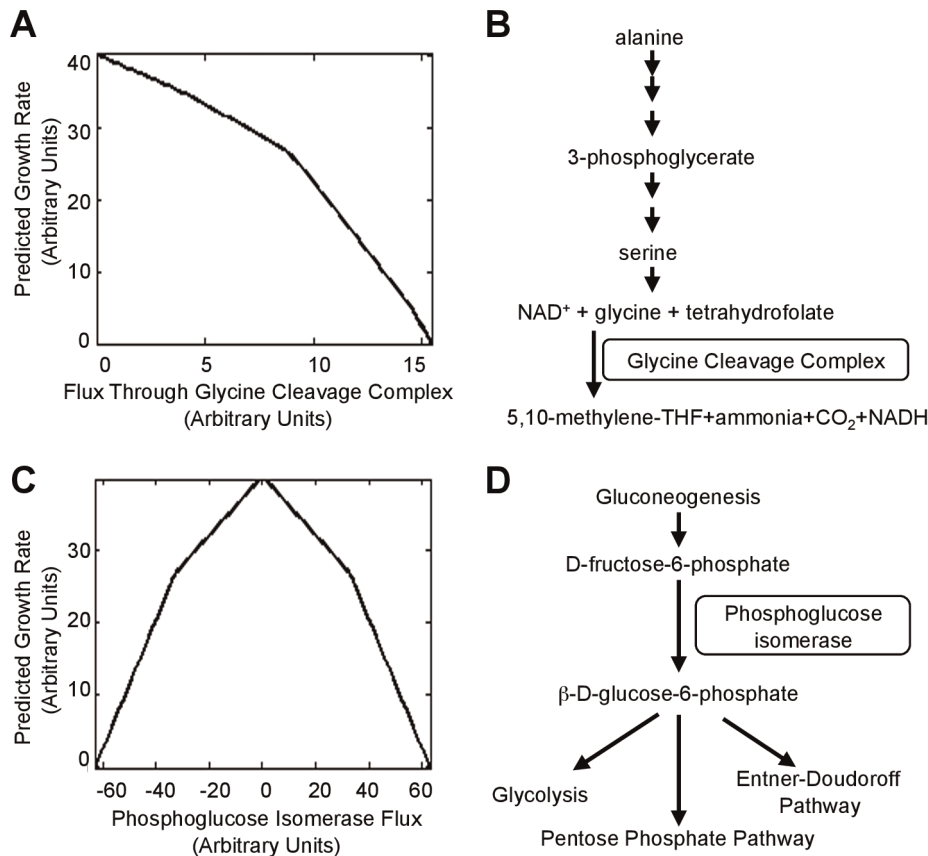 A
Predicted Growth Rate
(Arbitrary Units)
40
30
20
10
0
0 5 10 15
Flux Through Glycine Cleavage Complex
(Arbitrary Units)
B
alanine
3-phosphoglycerate
serine
NAD⁺ + glycine + tetrahydrofolate
Glycine Cleavage Complex
5,10-methylene-THF+ammonia+CO₂+NADH
C
Predicted Growth Rate
(Arbitrary Units)
30
20
10
0
-60 -40 -20 0 20 40 60
Phosphoglucose Isomerase Flux
(Arbitrary Units)
D
Gluconeogenesis
D-fructose-6-phosphate
Phosphoglucose
isomerase
β-D-glucose-6-phosphate
Glycolysis
Entner-Doudoroff
Pathway
Pentose Phosphate Pathway